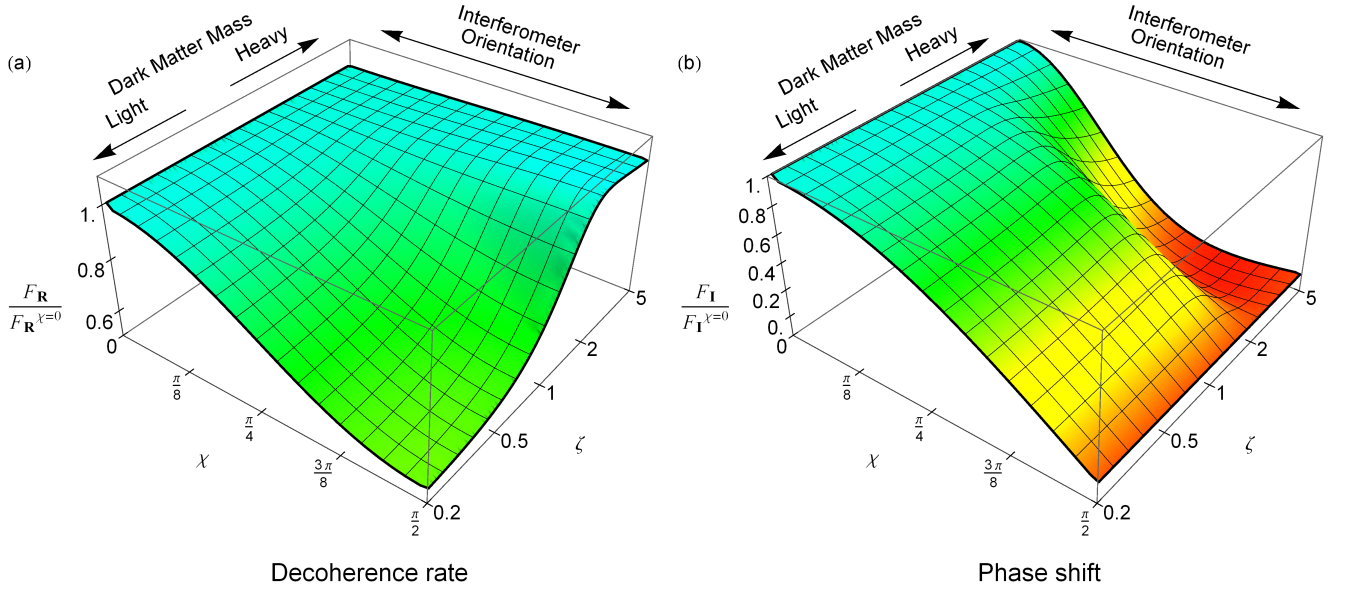 (a)
Dark Matter Mass
Light
Heavy
Interferometer
Orientation
1.
0.8
0.6
F_R
F_R^{χ=0}
0
π/8
π/4
3π/8
π/2
χ
0.2
0.5
1
2
5
ζ
Decoherence rate
(b)
Dark Matter Mass
Light
Heavy
Interferometer
Orientation
1.
0.8
0.6
0.4
0.2
0.
F_I
F_I^{χ=0}
0
π/8
π/4
3π/8
π/2
χ
0.2
0.5
1
2
5
ζ
Phase shift